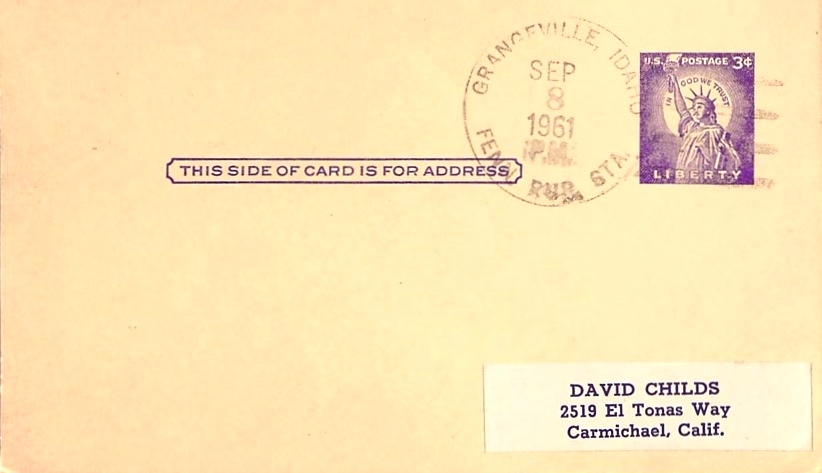 GRANGEVILLE, IDAHO
SEP
8
1961
P.M.
FENN RUR. STA.
U.S. POSTAGE 3¢
IN GOD WE TRUST
LIBERTY
THIS SIDE OF CARD IS FOR ADDRESS
DAVID CHILDS
2519 El Tonas Way
Carmichael, Calif.